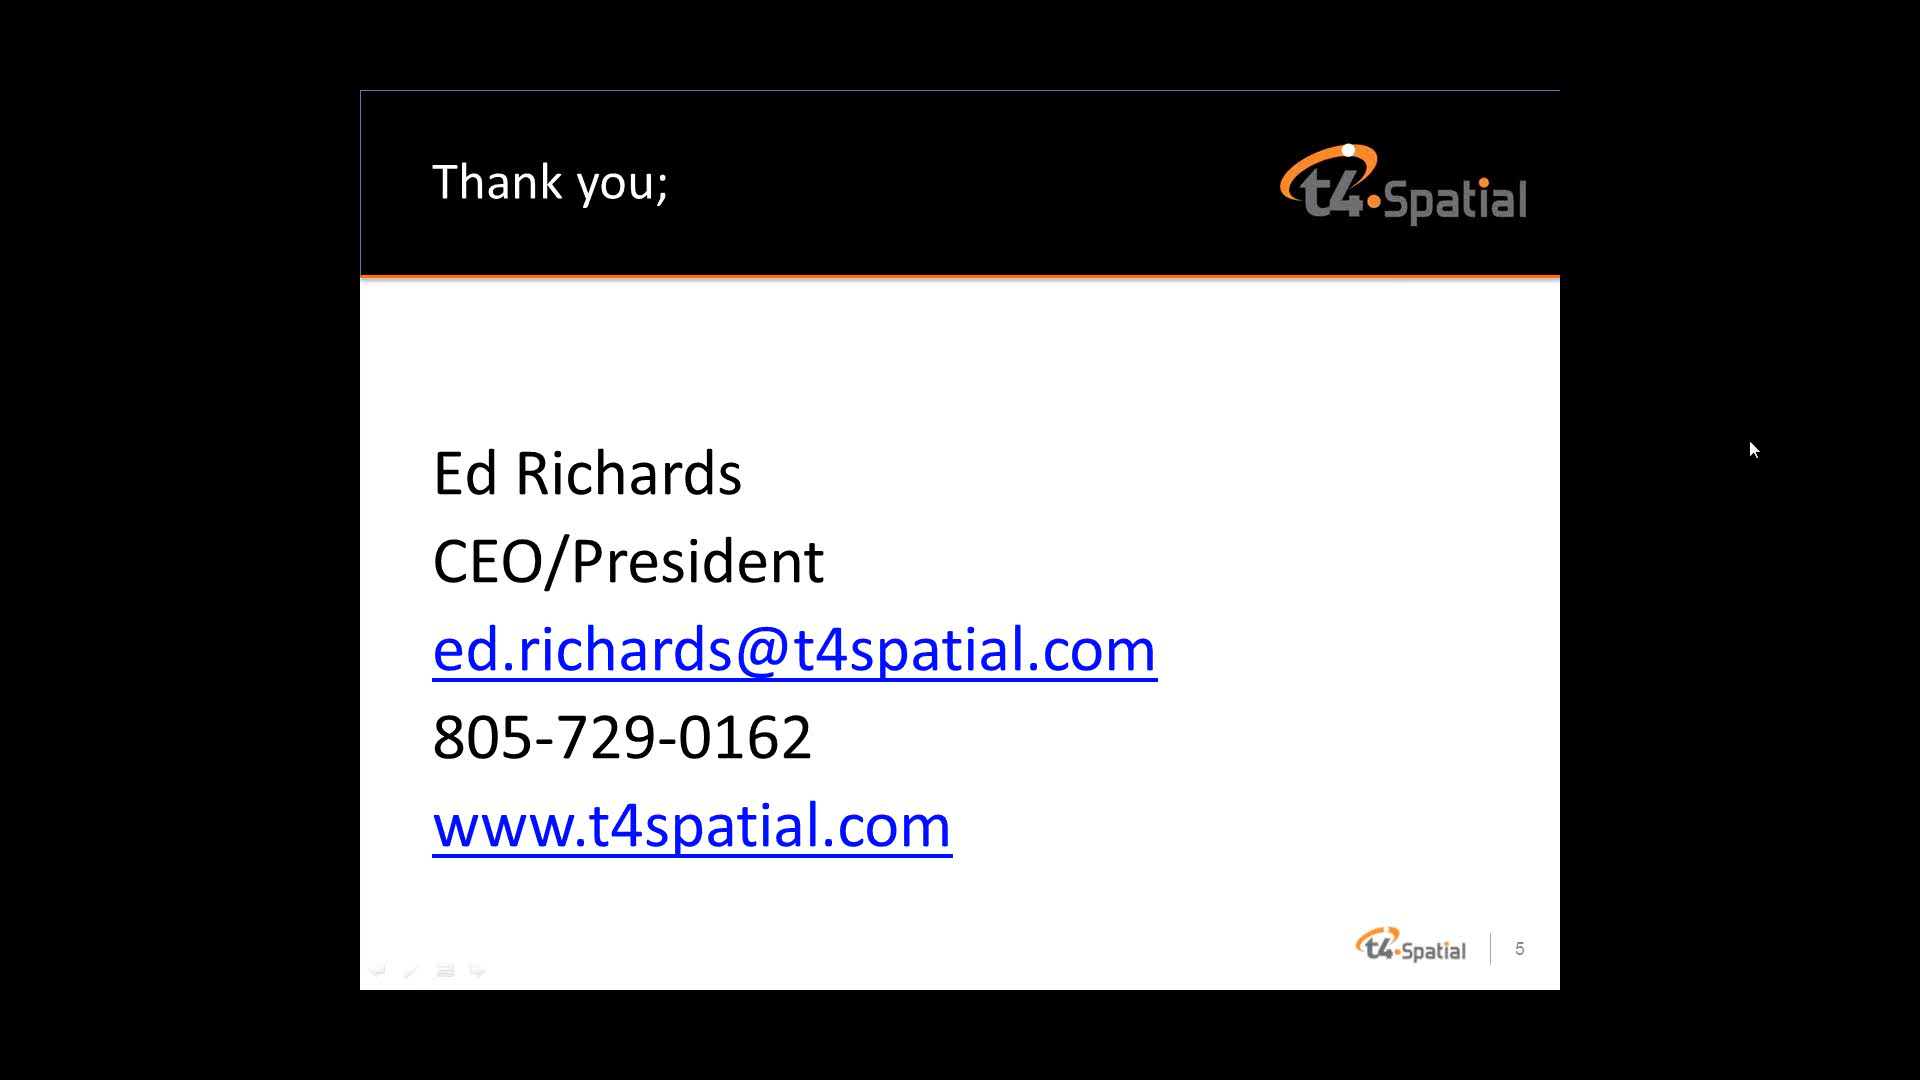 Thank you;
t4 Spatial
Ed Richards
CEO/President
ed.richards@t4spatial.com
805-729-0162
www.t4spatial.com
t4 Spatial
5